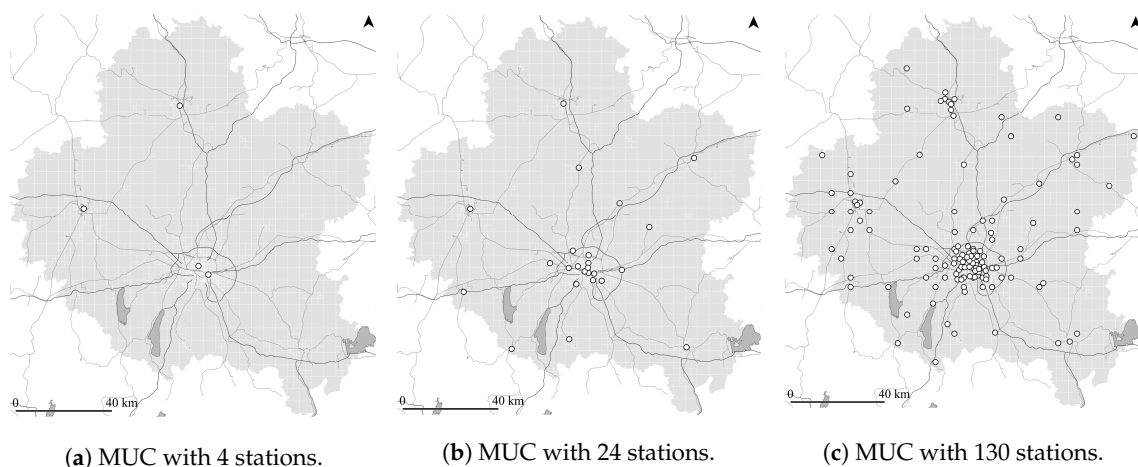 0 40 km
0 40 km
0 40 km
(a) MUC with 4 stations.
(b) MUC with 24 stations.
(c) MUC with 130 stations.